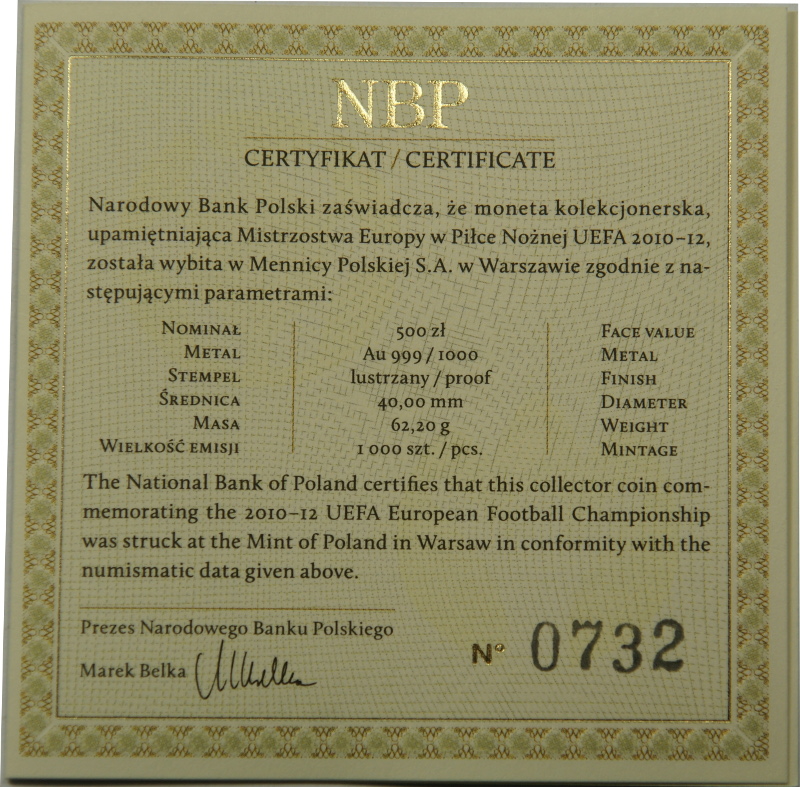 NBP
CERTYFIKAT / CERTIFICATE
Narodowy Bank Polski zaświadcza, że moneta kolekcjonerska,
upamiętniająca Mistrzostwa Europy w Piłce Nożnej UEFA 2010–12,
została wybita w Mennicy Polskiej S.A. w Warszawie zgodnie z na-
stępującymi parametrami:
Nominał 500 zł Face value
Metal Au 999 / 1000 Metal
Stempel lustrzany / proof Finish
Średnica 40,00 mm Diameter
Masa 62,20 g Weight
Wielkość emisji 1 000 szt. / pcs. Mintage
The National Bank of Poland certifies that this collector coin com-
memorating the 2010–12 UEFA European Football Championship
was struck at the Mint of Poland in Warsaw in conformity with the
numismatic data given above.
Prezes Narodowego Banku Polskiego
Marek Belka MBelka
Nº 0732